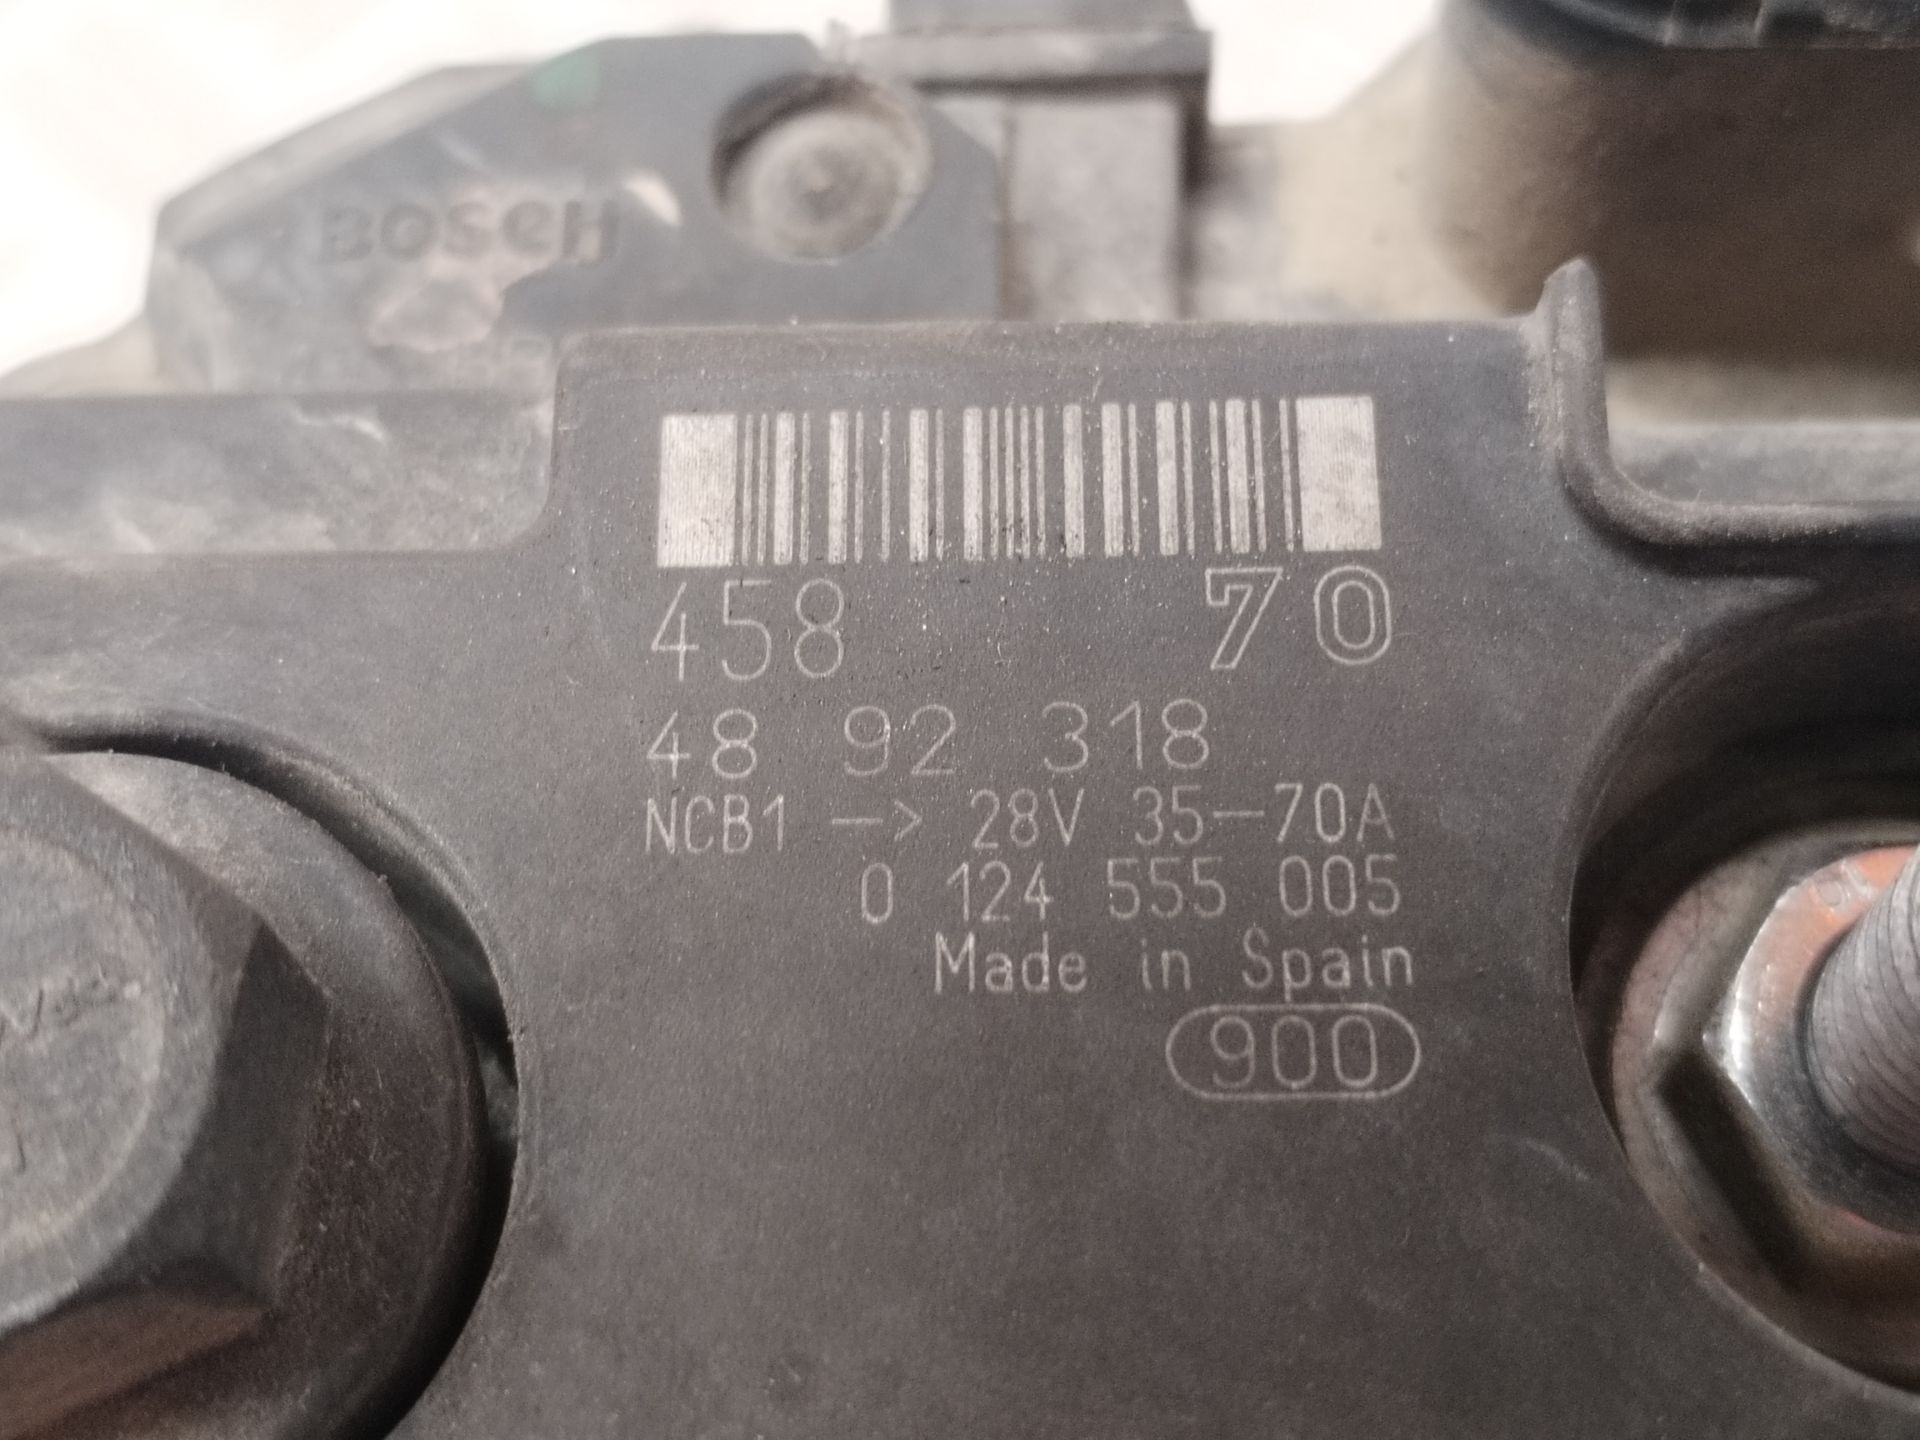 BOSCH
458 70
48 92 318
NCB1 -> 28V 35-70A
0 124 555 005
Made in Spain
900